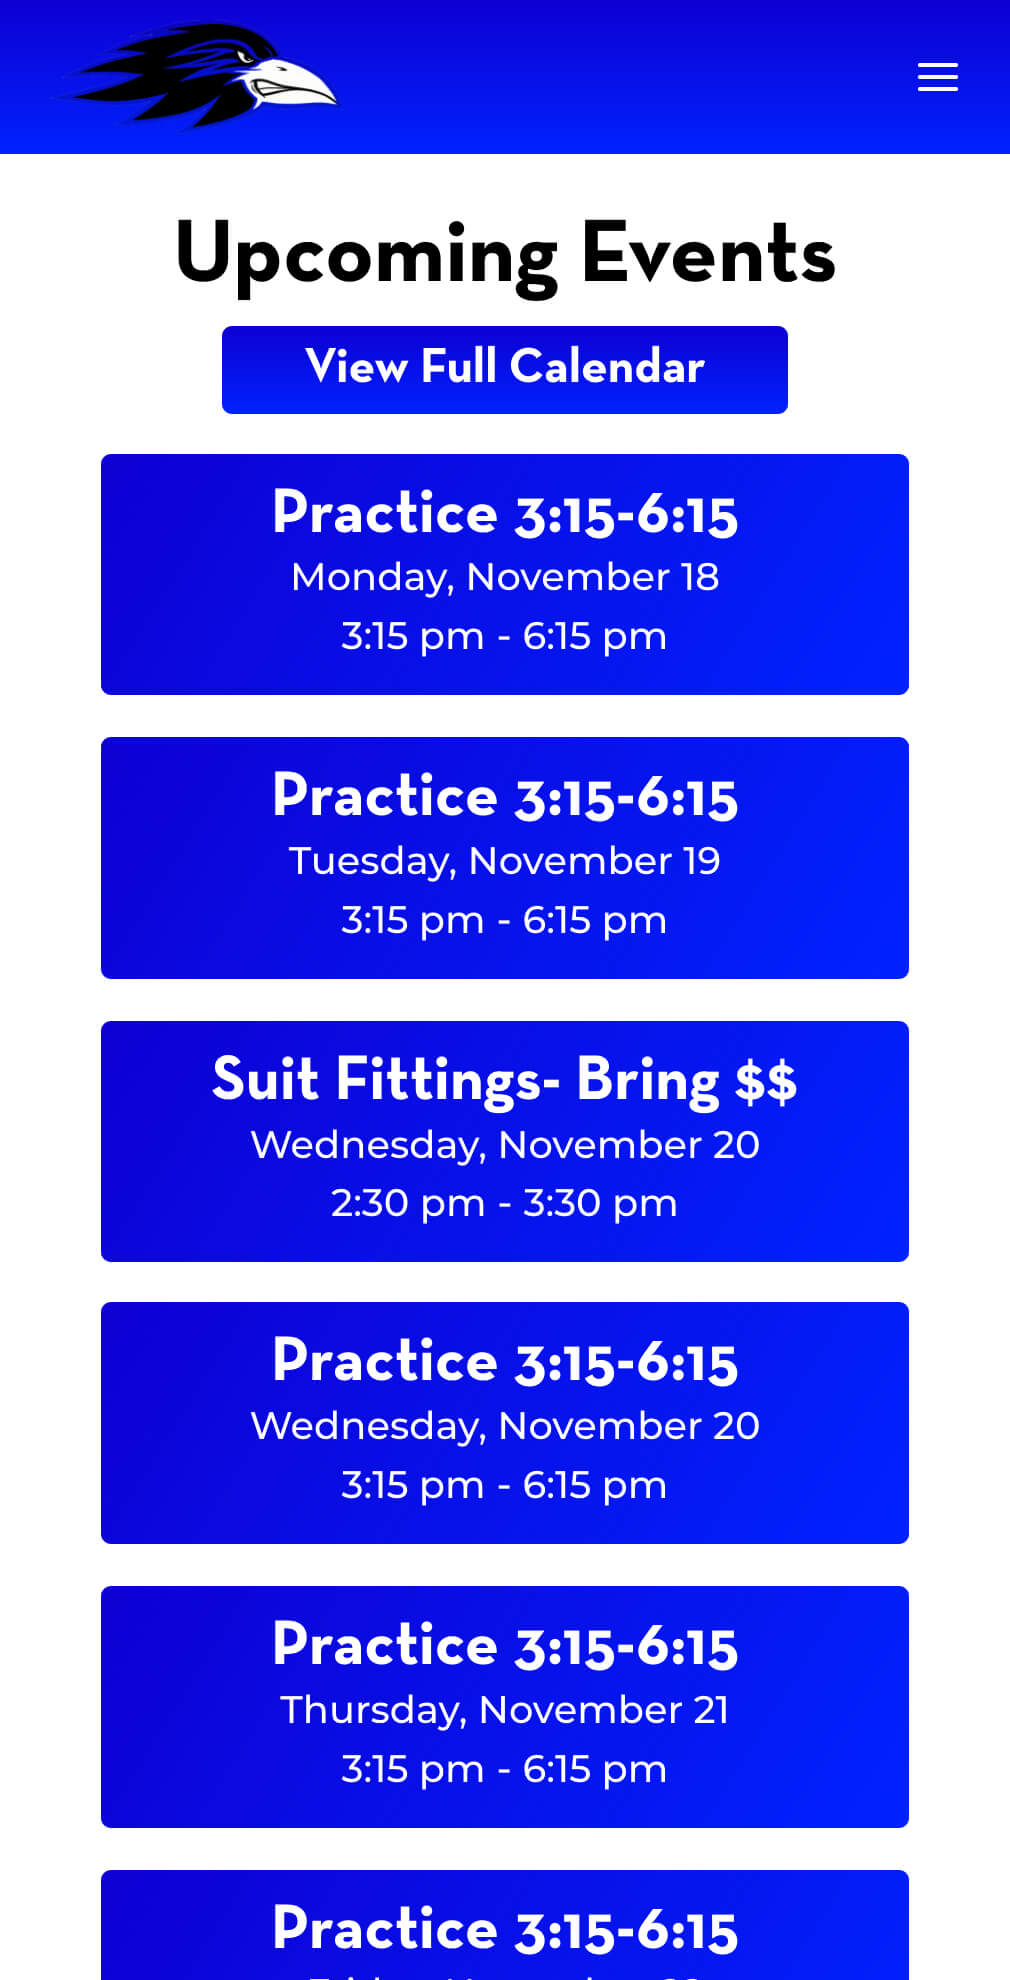 Upcoming Events
View Full Calendar
Practice 3:15-6:15
Monday, November 18
3:15 pm - 6:15 pm
Practice 3:15-6:15
Tuesday, November 19
3:15 pm - 6:15 pm
Suit Fittings- Bring $$
Wednesday, November 20
2:30 pm - 3:30 pm
Practice 3:15-6:15
Wednesday, November 20
3:15 pm - 6:15 pm
Practice 3:15-6:15
Thursday, November 21
3:15 pm - 6:15 pm
Practice 3:15-6:15